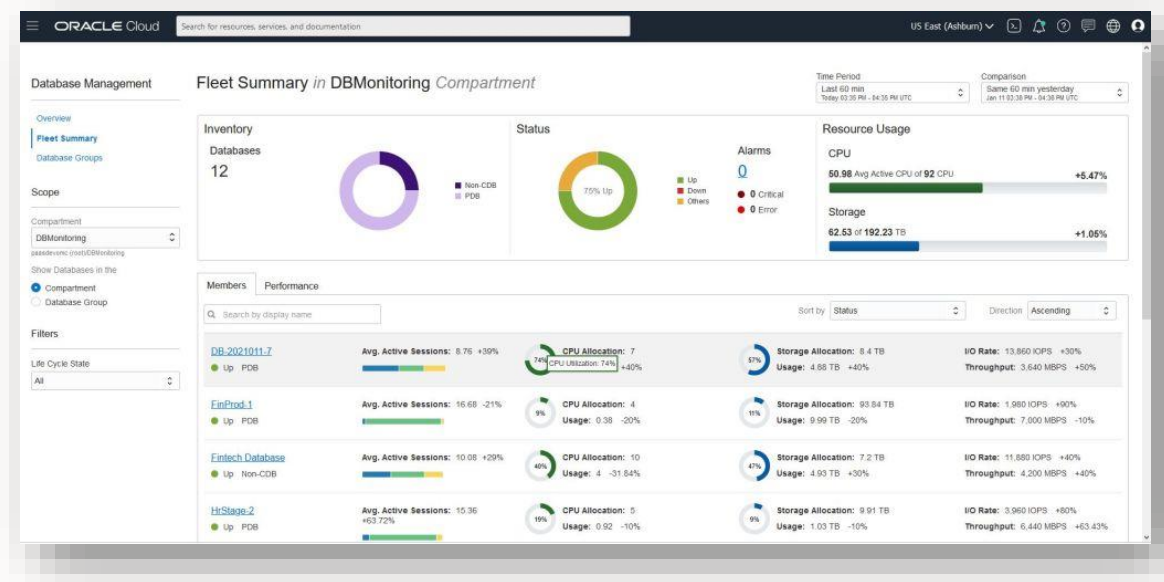 ORACLE Cloud
Search for resources, services, and documentation
US East (Ashburn)
Database Management
Overview
Fleet Summary
Database Groups
Scope
Compartment
DBMonitoring
(root)/DBMonitoring
Show Databases in the
Compartment
Database Group
Filters
Life Cycle State
All
Fleet Summary in DBMonitoring Compartment
Time Period
Last 60 min
Today 03:35 PM - 04:35 PM UTC
Comparison
Same 60 min yesterday
Jan 11 03:38 PM - 04:38 PM UTC
Inventory
Databases
12
Non-CDB
PDB
Status
75% Up
Up
Down
Others
Alarms
0
0 Critical
0 Error
Resource Usage
CPU
50.98 Avg Active CPU of 92 CPU
+5.47%
Storage
62.53 of 192.23 TB
+1.05%
Members Performance
Search by display name
Sort by Status
Direction Ascending
DB-2021011-7
Up PDB
Avg. Active Sessions: 8.76 +39%
74%
CPU Allocation: 7
CPU Utilization: 74%
+40%
57%
Storage Allocation: 8.4 TB
Usage: 4.88 TB +40%
I/O Rate: 13,860 IOPS +30%
Throughput: 3,640 MBPS +50%
FinProd-1
Up PDB
Avg. Active Sessions: 16.68 -21%
9%
CPU Allocation: 4
Usage: 0.38 -20%
11%
Storage Allocation: 93.84 TB
Usage: 9.99 TB -20%
I/O Rate: 1,980 IOPS +90%
Throughput: 7,000 MBPS -10%
Fintech Database
Up Non-CDB
Avg. Active Sessions: 10.08 +29%
40%
CPU Allocation: 10
Usage: 4 -31.84%
47%
Storage Allocation: 7.2 TB
Usage: 4.93 TB +30%
I/O Rate: 11,880 IOPS +40%
Throughput: 4,200 MBPS +40%
HrStage-2
Up PDB
Avg. Active Sessions: 15.36
+63.72%
19%
CPU Allocation: 5
Usage: 0.92 -10%
9%
Storage Allocation: 9.91 TB
Usage: 1.03 TB -10%
I/O Rate: 3,960 IOPS +80%
Throughput: 6,440 MBPS +63.43%